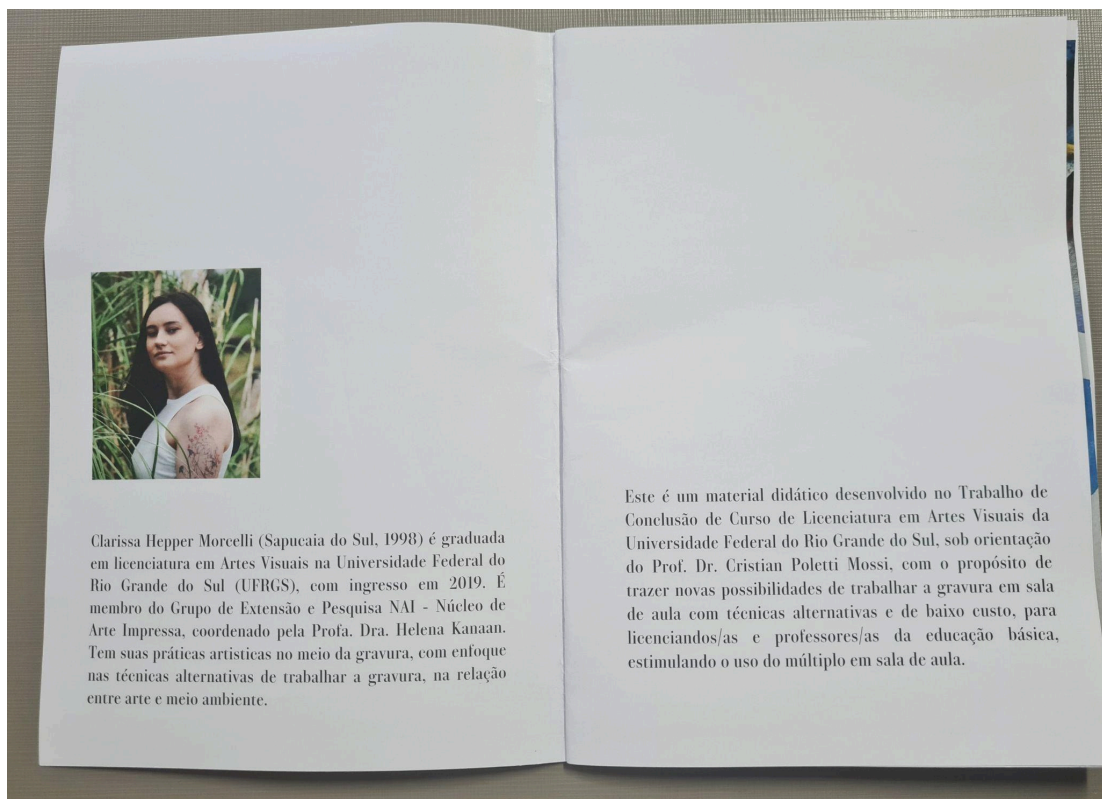 Clarissa Hepper Morcelli (Sapucaia do Sul, 1998) é graduada
em licenciatura em Artes Visuais na Universidade Federal do
Rio Grande do Sul (UFRGS), com ingresso em 2019. É
membro do Grupo de Extensão e Pesquisa NAI - Núcleo de
Arte Impressa, coordenado pela Profa. Dra. Helena Kanaan.
Tem suas práticas artisticas no meio da gravura, com enfoque
nas técnicas alternativas de trabalhar a gravura, na relação
entre arte e meio ambiente.
Este é um material didático desenvolvido no Trabalho de
Conclusão de Curso de Licenciatura em Artes Visuais da
Universidade Federal do Rio Grande do Sul, sob orientação
do Prof. Dr. Cristian Poletti Mossi, com o propósito de
trazer novas possibilidades de trabalhar a gravura em sala
de aula com técnicas alternativas e de baixo custo, para
licenciandos/as e professores/as da educação básica,
estimulando o uso do múltiplo em sala de aula.